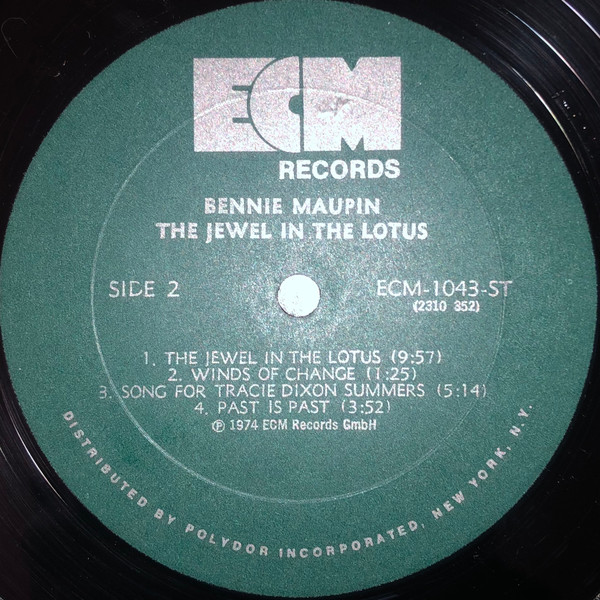 ECM
RECORDS
BENNIE MAUPIN
THE JEWEL IN THE LOTUS
SIDE 2
ECM-1043-ST
(2310 352)
1. THE JEWEL IN THE LOTUS (9:57)
2. WINDS OF CHANGE (1:25)
3. SONG FOR TRACIE DIXON SUMMERS (5:14)
4. PAST IS PAST (3:52)
℗ 1974 ECM Records GmbH
DISTRIBUTED BY POLYDOR INCORPORATED, NEW YORK, N.Y.